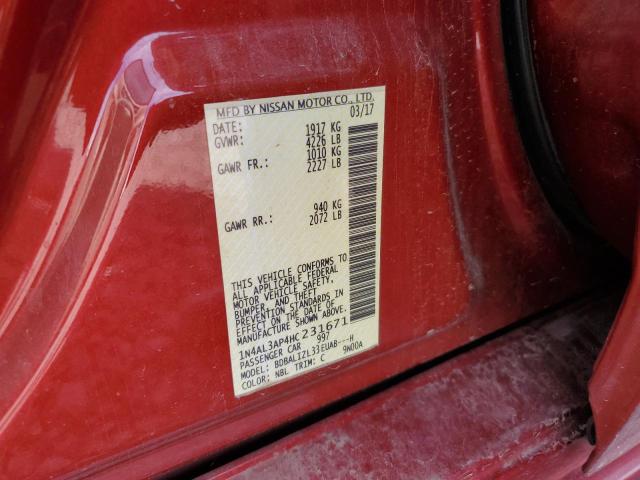 MFD BY NISSAN MOTOR CO., LTD.
DATE: 03/17
GVWR: 1917 KG
4226 LB
GAWR FR.: 1010 KG
2227 LB
GAWR RR.: 940 KG
2072 LB
THIS VEHICLE CONFORMS TO
ALL APPLICABLE FEDERAL
MOTOR VEHICLE SAFETY,
BUMPER, AND THEFT
PREVENTION STANDARDS IN
EFFECT ON THE DATE OF
MANUFACTURE SHOWN ABOVE.
1N4AL3AP4HC231671
PASSENGER CAR 997
MODEL: BDBALIZL33EUAB---H
COLOR: NBL TRIM: C 9N00A